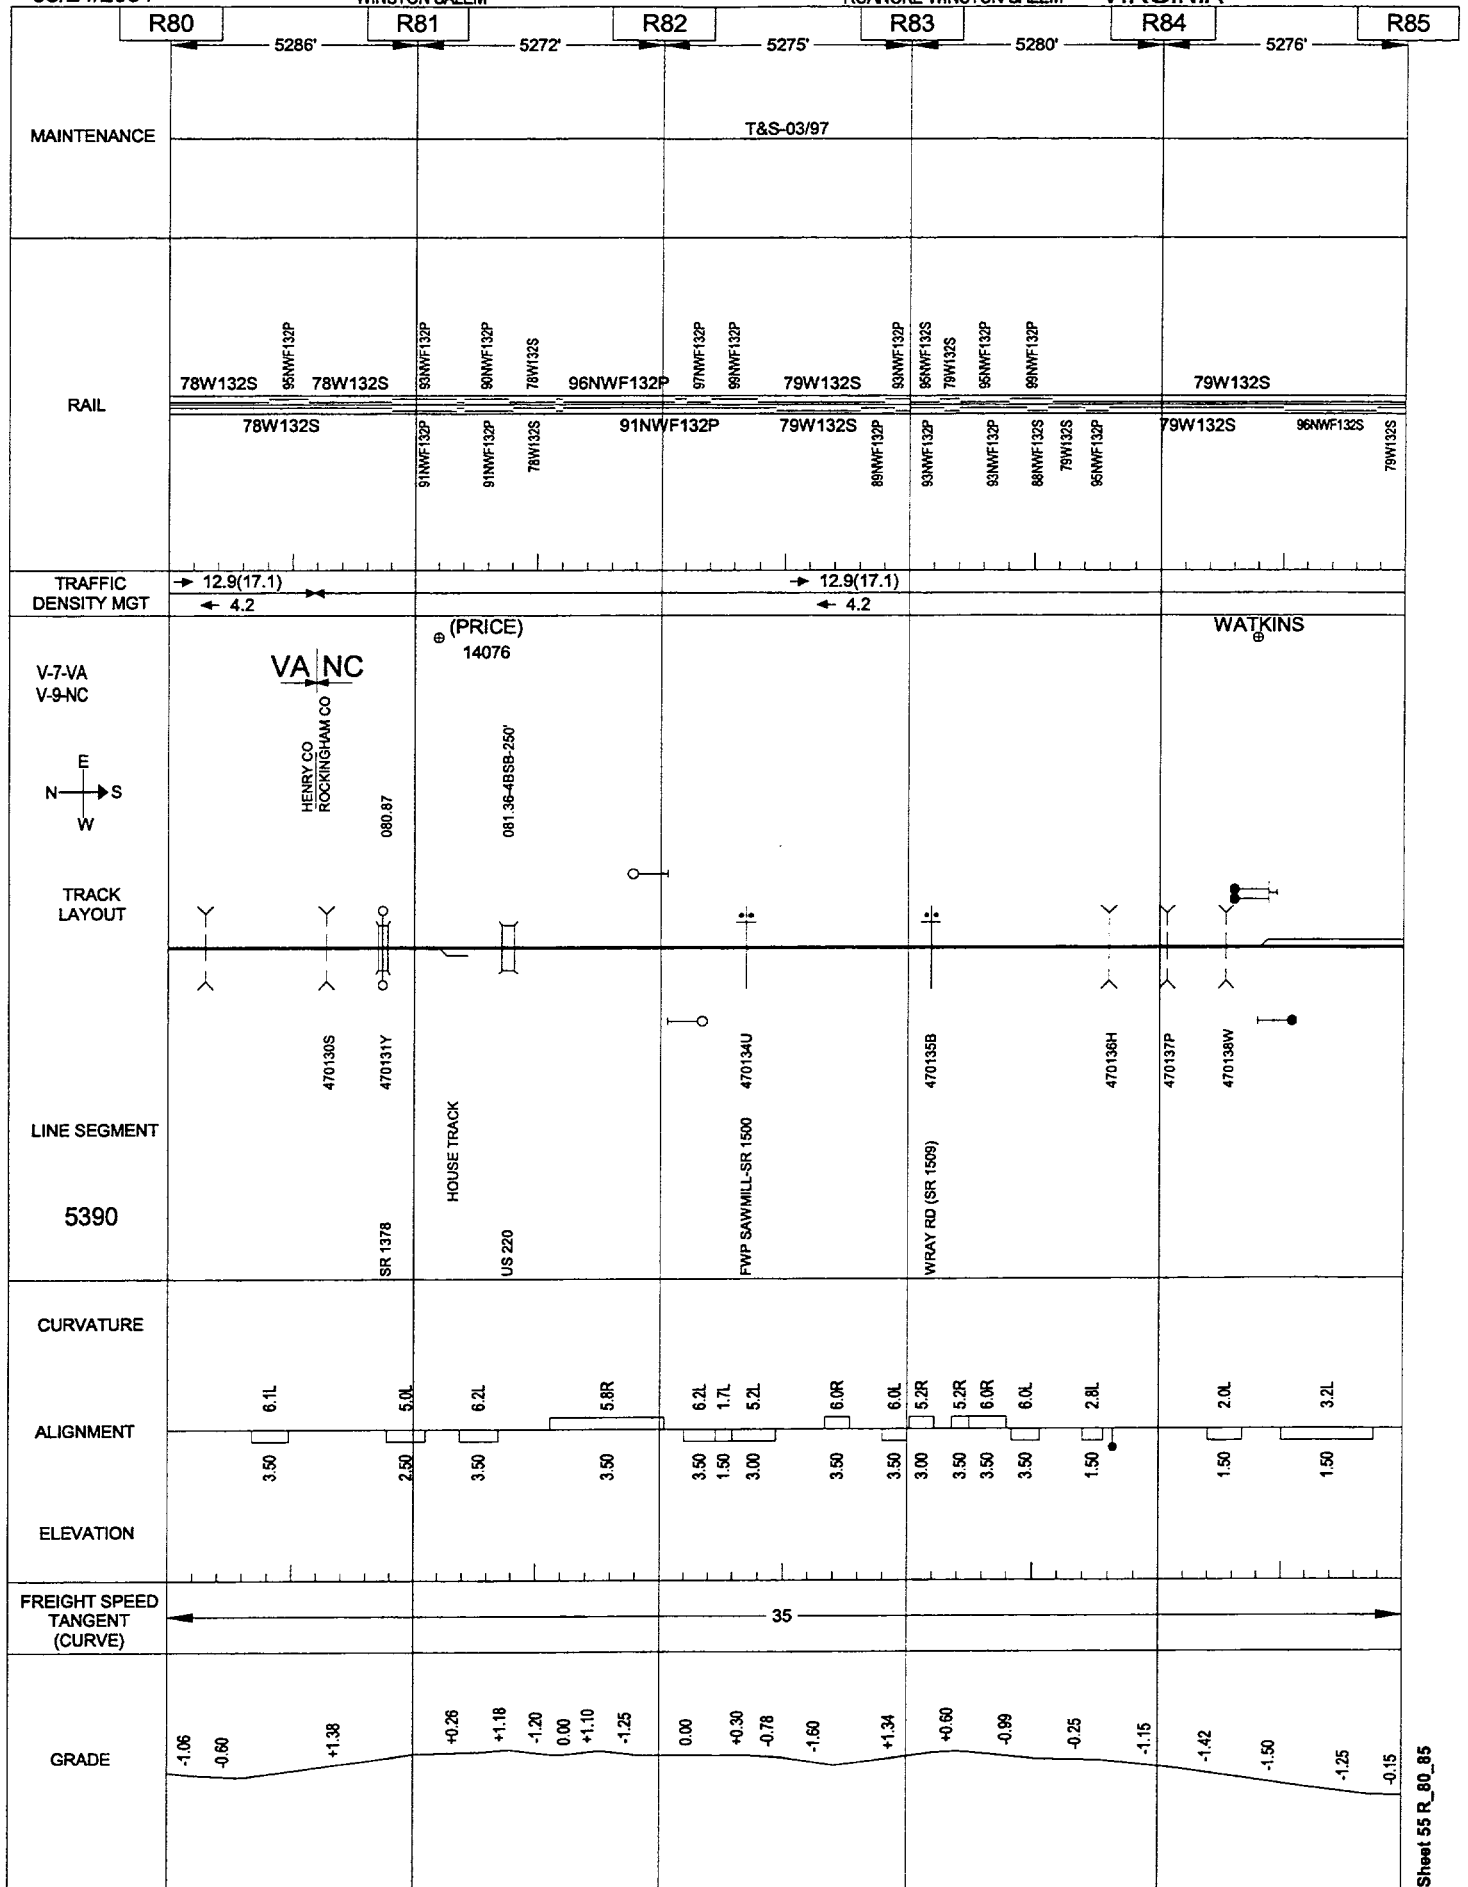 R80 R81 R82 R83 R84 R85
5286' 5272' 5275' 5280' 5276'
MAINTENANCE
T&S-03/97
95NWF132P 93NWF132P 90NWF132P 78W132S 97NWF132P 99NWF132P 93NWF132P 95NWF132S 79W132S 95NWF132P 99NWF132P
78W132S 78W132S 96NWF132P 79W132S 79W132S
RAIL
78W132S 91NWF132P 79W132S 79W132S 96NWF132S
91NWF132P 91NWF132P 78W132S 89NWF132P 93NWF132P 93NWF132P 88NWF132S 79W132S 95NWF132P 79W132S
TRAFFIC
DENSITY MGT
12.9(17.1) 12.9(17.1)
4.2 4.2
(PRICE)
14076
WATKINS
V-7-VA
V-9-NC
VA NC
HENRY CO
ROCKINGHAM CO
080.87
081.36-4BSB-250'
E
N S
W
TRACK
LAYOUT
470130S 470131Y 470134U 470135B 470136H 470137P 470138W
LINE SEGMENT
5390
SR 1378
HOUSE TRACK
US 220
FWP SAWMILL-SR 1500
WRAY RD (SR 1509)
CURVATURE
6.1L 5.0L 6.2L 5.8R 6.2L 1.7L 5.2L 6.0R 6.0L 5.2R 5.2R 6.0R 6.0L 2.8L 2.0L 3.2L
ALIGNMENT
3.50 2.50 3.50 3.50 3.50 1.50 3.00 3.50 3.50 3.00 3.50 3.50 3.50 1.50 1.50 1.50
ELEVATION
FREIGHT SPEED
TANGENT
(CURVE)
35
GRADE
-1.06 -0.60 +1.38 +0.26 +1.18 -1.20 0.00 +1.10 -1.25 0.00 +0.30 -0.78 -1.60 +1.34 +0.60 -0.99 -0.25 -1.15 -1.42 -1.50 -1.25 -0.15
Sheet 55 R_80_85